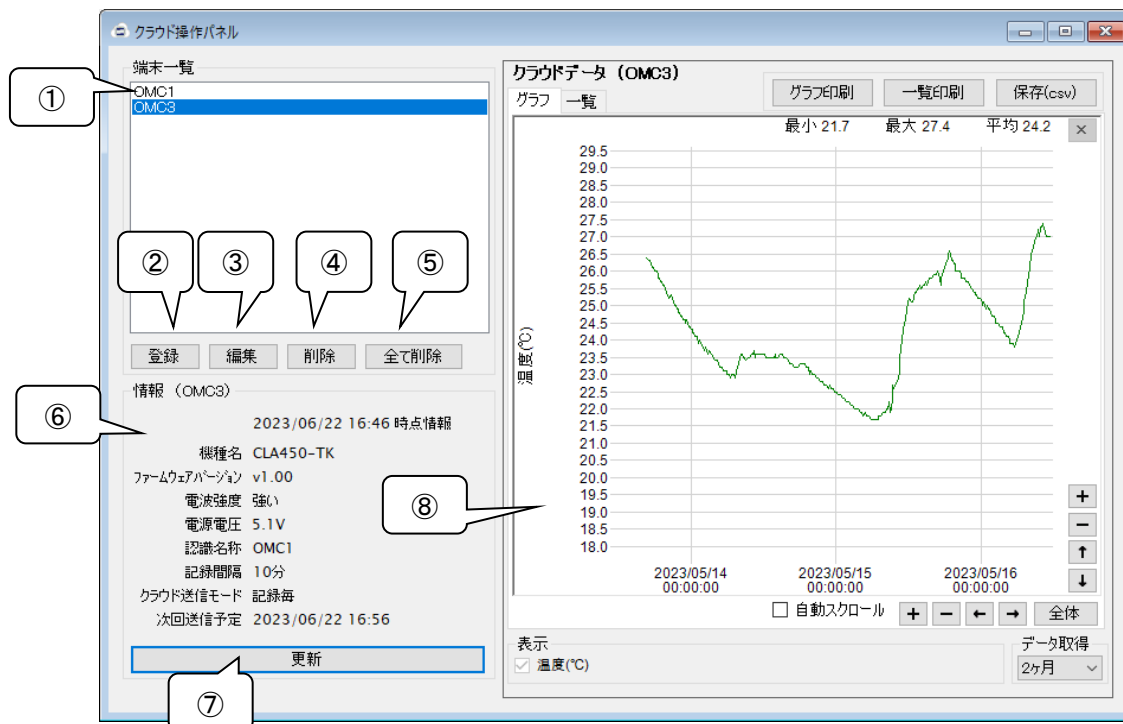 クラウド操作パネル
端末一覧
①
OMC1
OMC3
② ③ ④ ⑤
登録 編集 削除 全て削除
⑥
情報 (OMC3)
2023/06/22 16:46 時点情報
機種名 CLA450-TK
ファームウェアバージョン v1.00
電波強度 強い
電源電圧 5.1V
認識名称 OMC1
記録間隔 10分
クラウド送信モード 記録毎
次回送信予定 2023/06/22 16:56
更新
⑦
クラウドデータ (OMC3)
グラフ 一覧
グラフ印刷 一覧印刷 保存(csv)
最小 21.7 最大 27.4 平均 24.2
温度(℃)
29.5
29.0
28.5
28.0
27.5
27.0
26.5
26.0
25.5
25.0
24.5
24.0
23.5
23.0
22.5
22.0
21.5
21.0
20.5
20.0
19.5
19.0
18.5
18.0
⑧
2023/05/14 2023/05/15 2023/05/16
00:00:00 00:00:00 00:00:00
+
−
↑
↓
自動スクロール + − ← → 全体
表示
温度(℃)
データ取得
2ヶ月